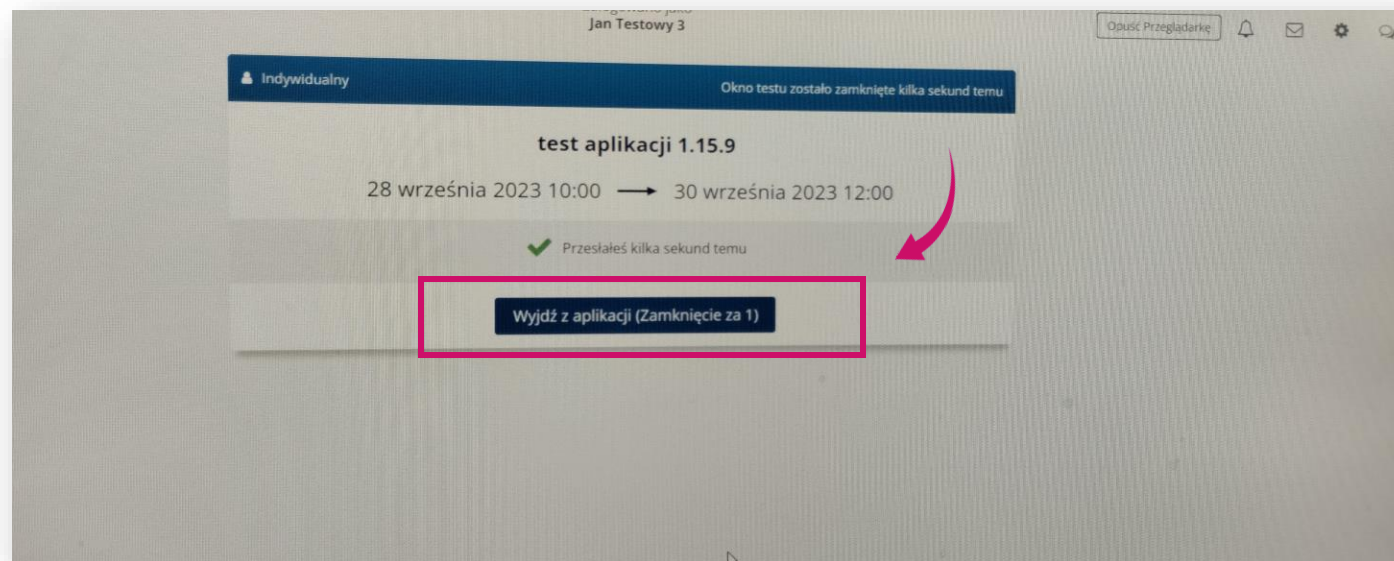 Jan Testowy 3
Opuść Przeglądarkę
Indywidualny
Okno testu zostało zamknięte kilka sekund temu
test aplikacji 1.15.9
28 września 2023 10:00 → 30 września 2023 12:00
Przesłałeś kilka sekund temu
Wyjdź z aplikacji (Zamknięcie za 1)